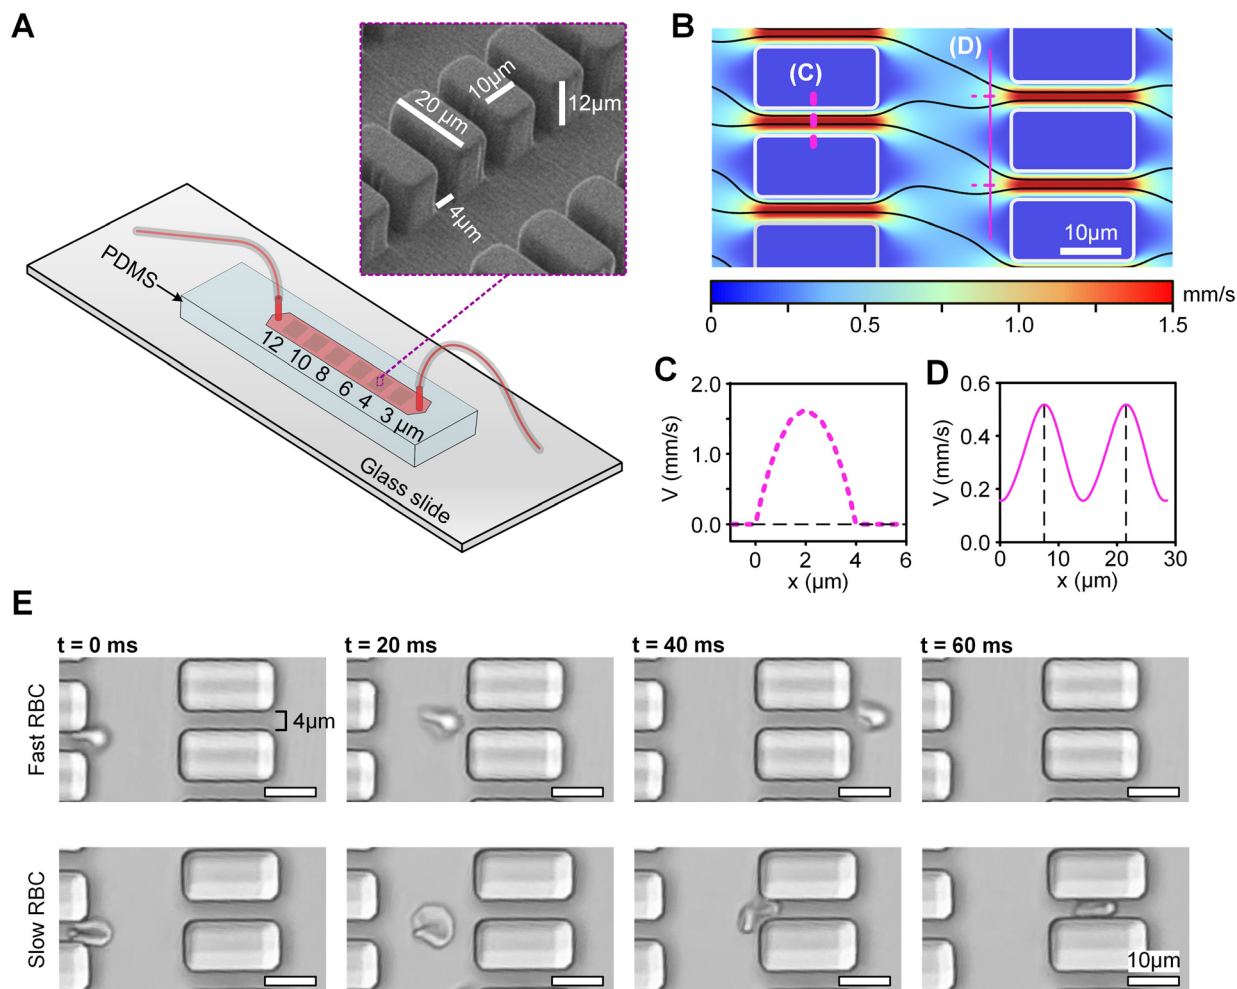 A
10μm
20 μm
12μm
4μm
PDMS
12 10 8 6 4 3 μm
Glass slide
B
(C)
(D)
10μm
mm/s
0 0.5 1.0 1.5
C
2.0
1.0
0.0
V (mm/s)
0 2 4 6
x (μm)
D
0.6
0.4
0.2
0.0
V (mm/s)
0 10 20 30
x (μm)
E
t = 0 ms t = 20 ms t = 40 ms t = 60 ms
Fast RBC
4μm
Slow RBC
10μm